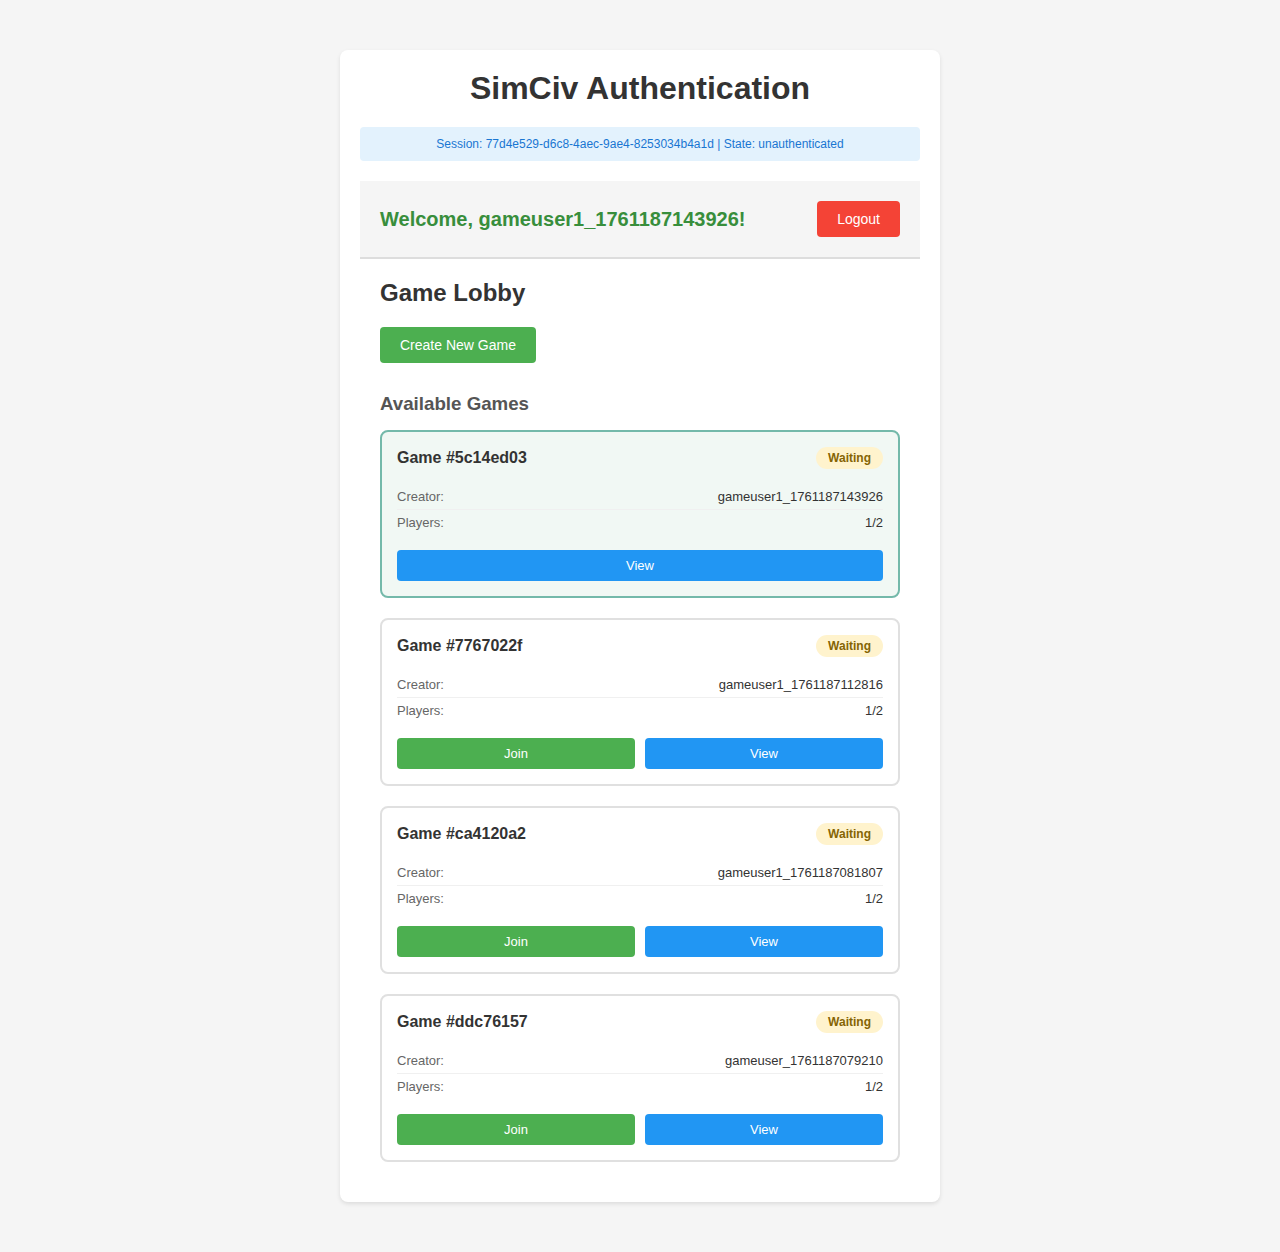 SimCiv Authentication
Session: 77d4e529-d6c8-4aec-9ae4-8253034b4a1d | State: unauthenticated
Welcome, gameuser1_1761187143926!
Logout
Game Lobby
Create New Game
Available Games
Game #5c14ed03
Waiting
Creator: gameuser1_1761187143926
Players: 1/2
View
Game #7767022f
Waiting
Creator: gameuser1_1761187112816
Players: 1/2
Join View
Game #ca4120a2
Waiting
Creator: gameuser1_1761187081807
Players: 1/2
Join View
Game #ddc76157
Waiting
Creator: gameuser_1761187079210
Players: 1/2
Join View